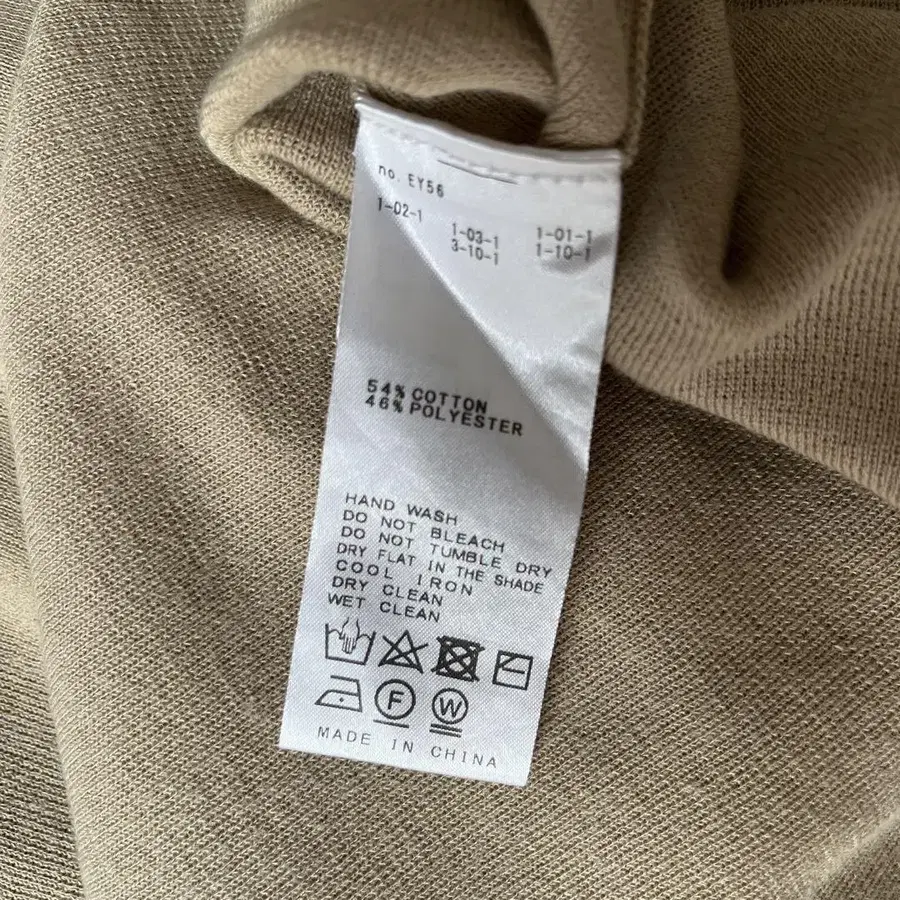 no. EY56
1-02-1
1-03-1 1-01-1
3-10-1 1-10-1
54% COTTON
46% POLYESTER
HAND WASH
DO NOT BLEACH
DO NOT TUMBLE DRY
DRY FLAT IN THE SHADE
COOL IRON
DRY CLEAN
WET CLEAN
F W
MADE IN CHINA